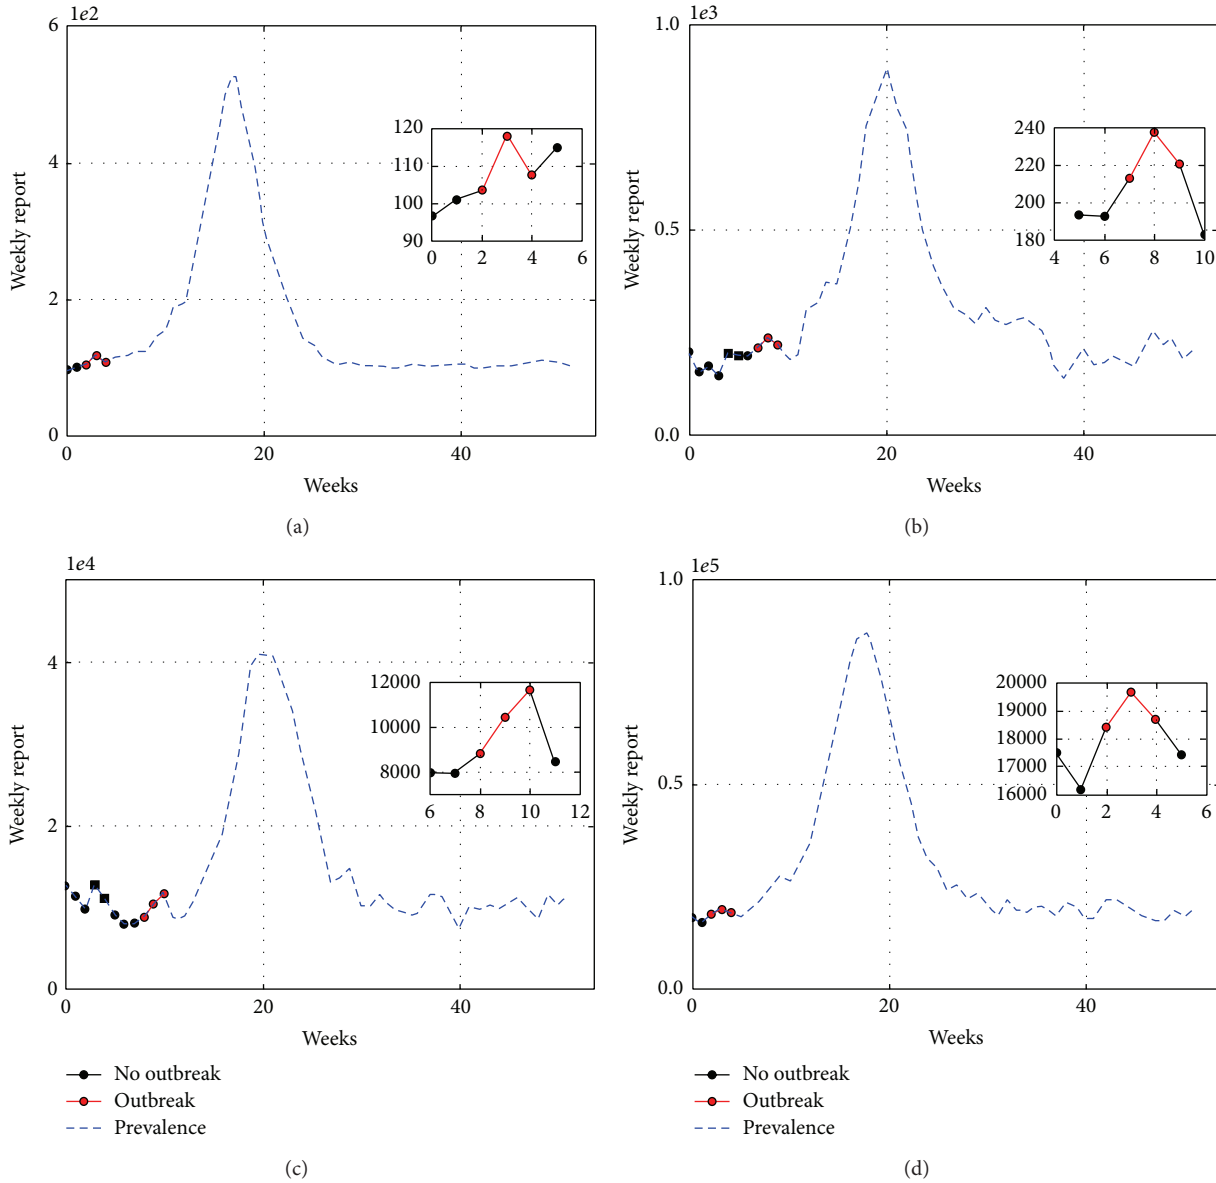 1e2
6
4
2
0
Weekly report
120
110
100
90
0 2 4 6
0 20 40
Weeks
(a)
1e3
1.0
0.5
0.0
Weekly report
240
220
200
180
4 6 8 10
0 20 40
Weeks
(b)
1e4
4
2
0
Weekly report
12000
10000
8000
6 8 10 12
0 20 40
Weeks
No outbreak
Outbreak
Prevalence
(c)
1e5
1.0
0.5
0.0
Weekly report
20000
19000
18000
17000
16000
0 2 4 6
0 20 40
Weeks
No outbreak
Outbreak
Prevalence
(d)